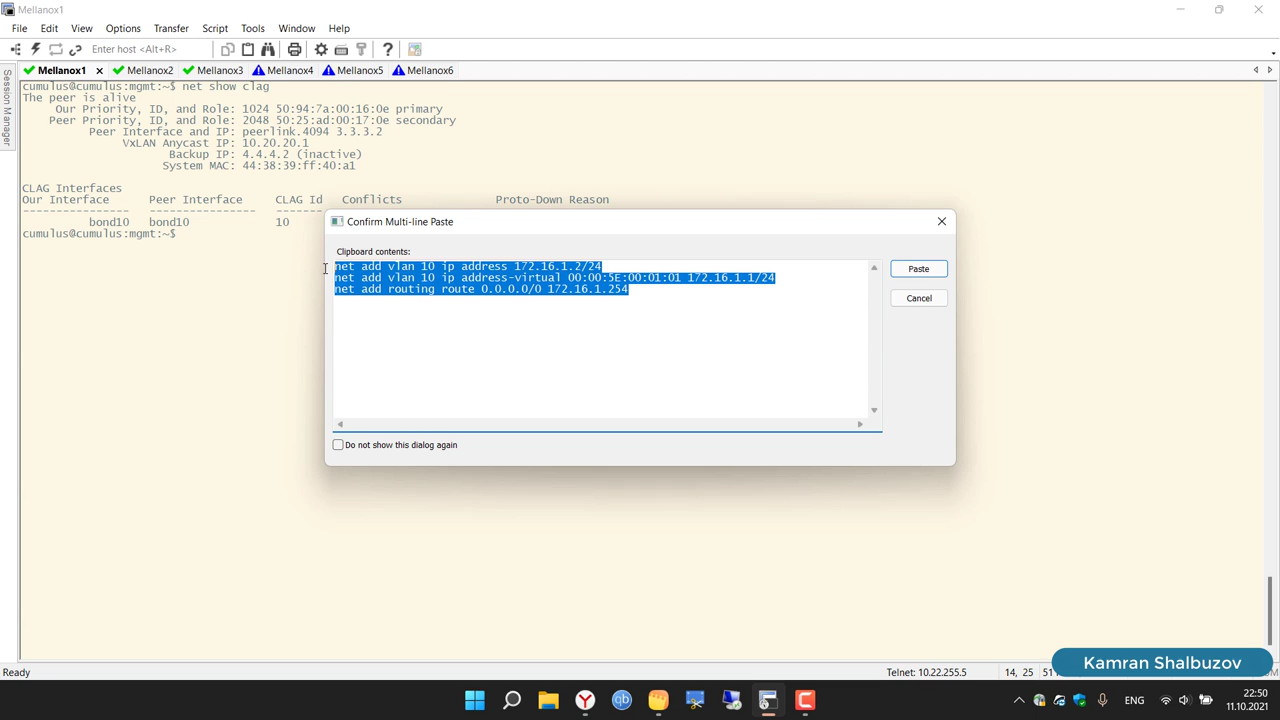 Mellanox1
File Edit View Options Transfer Script Tools Window Help
Enter host <Alt+R>
Mellanox1 Mellanox2 Mellanox3 Mellanox4 Mellanox5 Mellanox6
Session Manager
cumulus@cumulus:mgmt:~$ net show clag
The peer is alive
Our Priority, ID, and Role: 1024 50:94:7a:00:16:0e primary
Peer Priority, ID, and Role: 2048 50:25:ad:00:17:0e secondary
Peer Interface and IP: peerlink.4094 3.3.3.2
VxLAN Anycast IP: 10.20.20.1
Backup IP: 4.4.4.2 (inactive)
System MAC: 44:38:39:ff:40:a1
CLAG Interfaces
Our Interface Peer Interface CLAG Id Conflicts Proto-Down Reason
---------------- ---------------- -------
bond10 bond10 10
cumulus@cumulus:mgmt:~$
Confirm Multi-line Paste
Clipboard contents:
net add vlan 10 ip address 172.16.1.2/24
net add vlan 10 ip address-virtual 00:00:5E:00:01:01 172.16.1.1/24
net add routing route 0.0.0.0/0 172.16.1.254
Paste
Cancel
Do not show this dialog again
Kamran Shalbuzov
Ready Telnet: 10.22.255.5 14, 25
ENG
22:50
11.10.2021